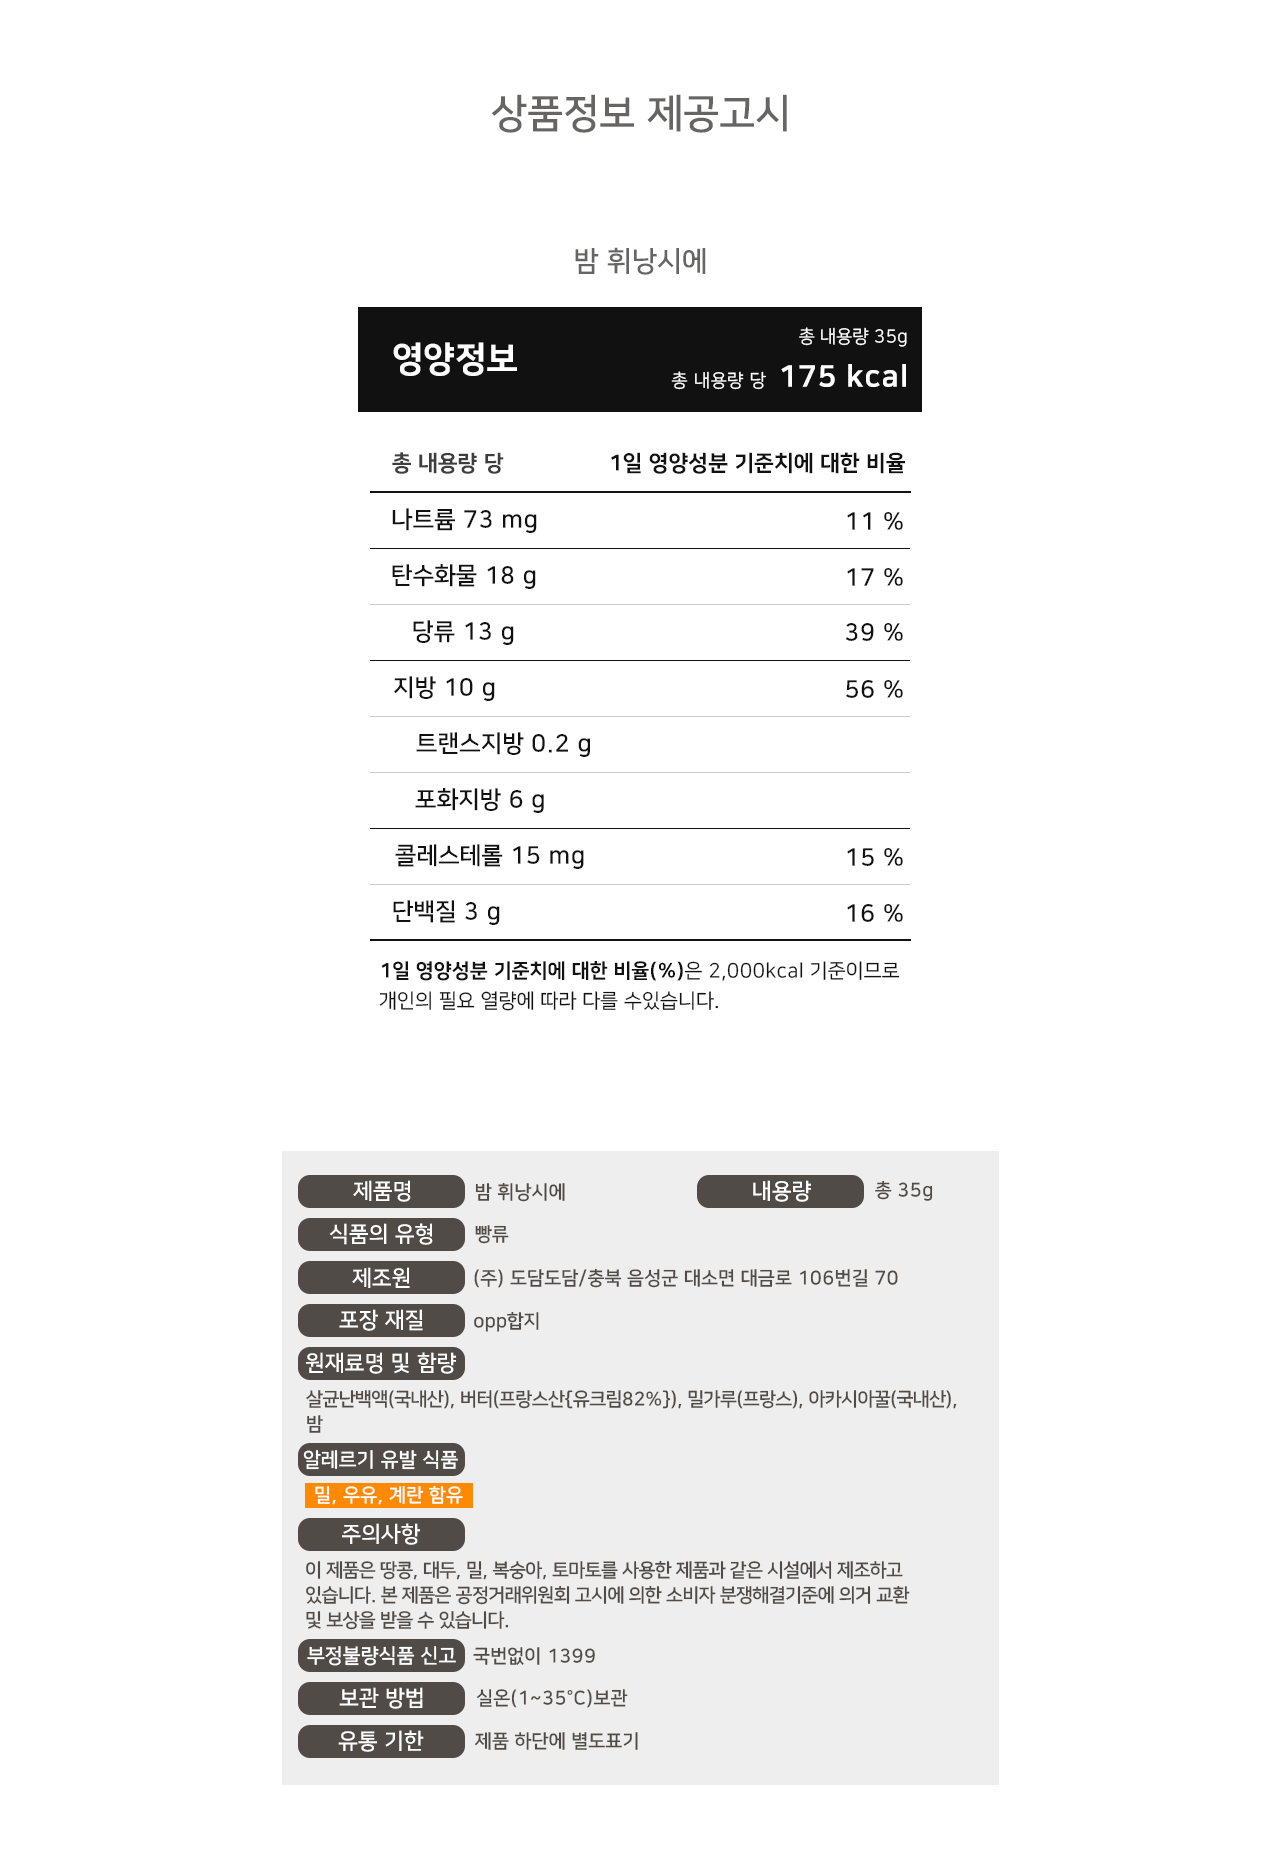 상품정보 제공고시
밤 휘낭시에
영양정보
총 내용량 35g
총 내용량 당 175 kcal
총 내용량 당 1일 영양성분 기준치에 대한 비율
나트륨 73 mg 11 %
탄수화물 18 g 17 %
당류 13 g 39 %
지방 10 g 56 %
트랜스지방 0.2 g
포화지방 6 g
콜레스테롤 15 mg 15 %
단백질 3 g 16 %
1일 영양성분 기준치에 대한 비율(%)은 2,000kcal 기준이므로
개인의 필요 열량에 따라 다를 수있습니다.
제품명 밤 휘낭시에 내용량 총 35g
식품의 유형 빵류
제조원 (주) 도담도담/충북 음성군 대소면 대금로 106번길 70
포장 재질 opp합지
원재료명 및 함량
살균난백액(국내산), 버터(프랑스산{유크림82%}), 밀가루(프랑스), 아카시아꿀(국내산),
밤
알레르기 유발 식품
밀, 우유, 계란 함유
주의사항
이 제품은 땅콩, 대두, 밀, 복숭아, 토마토를 사용한 제품과 같은 시설에서 제조하고
있습니다. 본 제품은 공정거래위원회 고시에 의한 소비자 분쟁해결기준에 의거 교환
및 보상을 받을 수 있습니다.
부정불량식품 신고 국번없이 1399
보관 방법 실온(1~35°C)보관
유통 기한 제품 하단에 별도표기